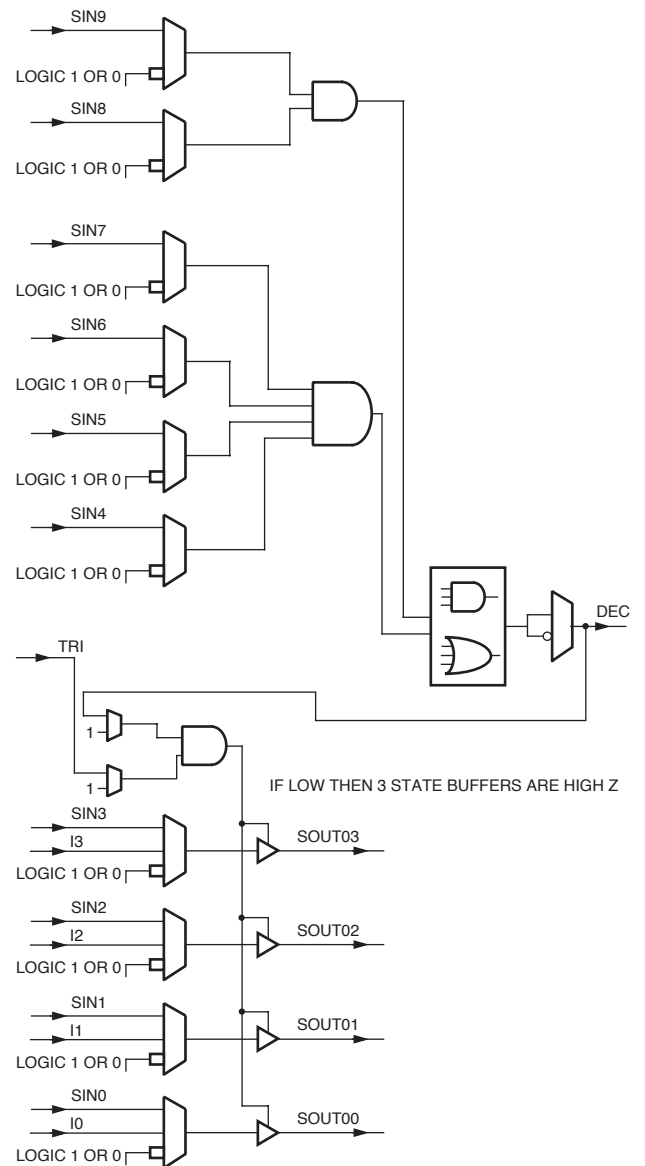 SIN9
LOGIC 1 OR 0
SIN8
LOGIC 1 OR 0
SIN7
LOGIC 1 OR 0
SIN6
LOGIC 1 OR 0
SIN5
LOGIC 1 OR 0
SIN4
LOGIC 1 OR 0
DEC
TRI
1
1
IF LOW THEN 3 STATE BUFFERS ARE HIGH Z
SIN3
I3
LOGIC 1 OR 0
SOUT03
SIN2
I2
LOGIC 1 OR 0
SOUT02
SIN1
I1
LOGIC 1 OR 0
SOUT01
SIN0
I0
LOGIC 1 OR 0
SOUT00